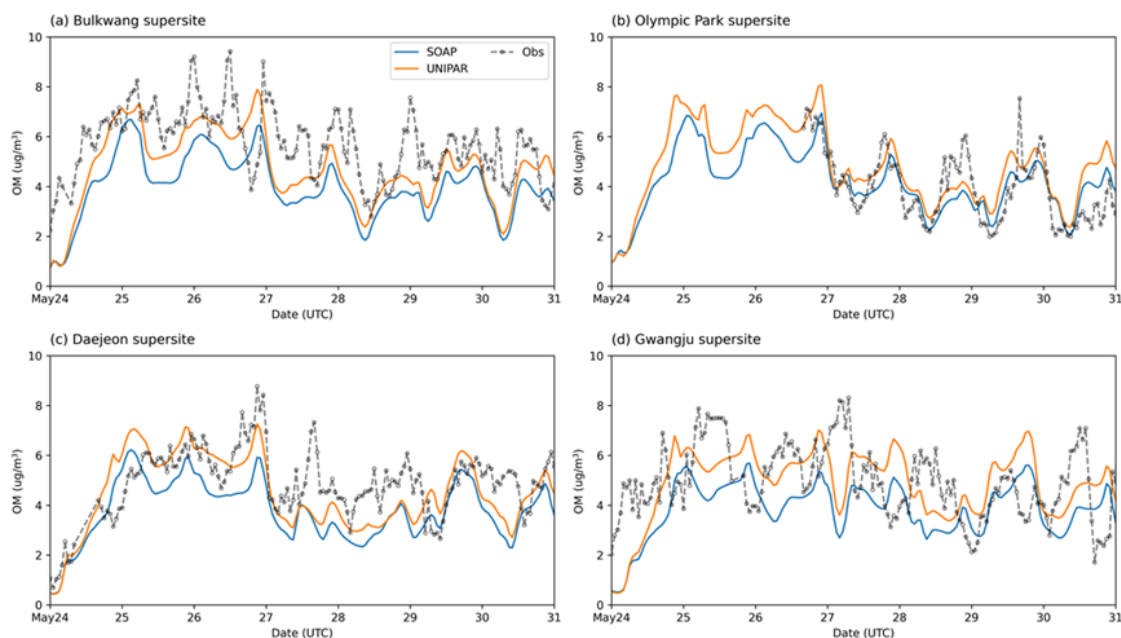 (a) Bulkwang supersite
10
8
6
4
2
0
OM (ug/m³)
SOAP
UNIPAR
Obs
May24 25 26 27 28 29 30 31
Date (UTC)
(b) Olympic Park supersite
10
8
6
4
2
0
OM (ug/m³)
May24 25 26 27 28 29 30 31
Date (UTC)
(c) Daejeon supersite
10
8
6
4
2
0
OM (ug/m³)
May24 25 26 27 28 29 30 31
Date (UTC)
(d) Gwangju supersite
10
8
6
4
2
0
OM (ug/m³)
May24 25 26 27 28 29 30 31
Date (UTC)